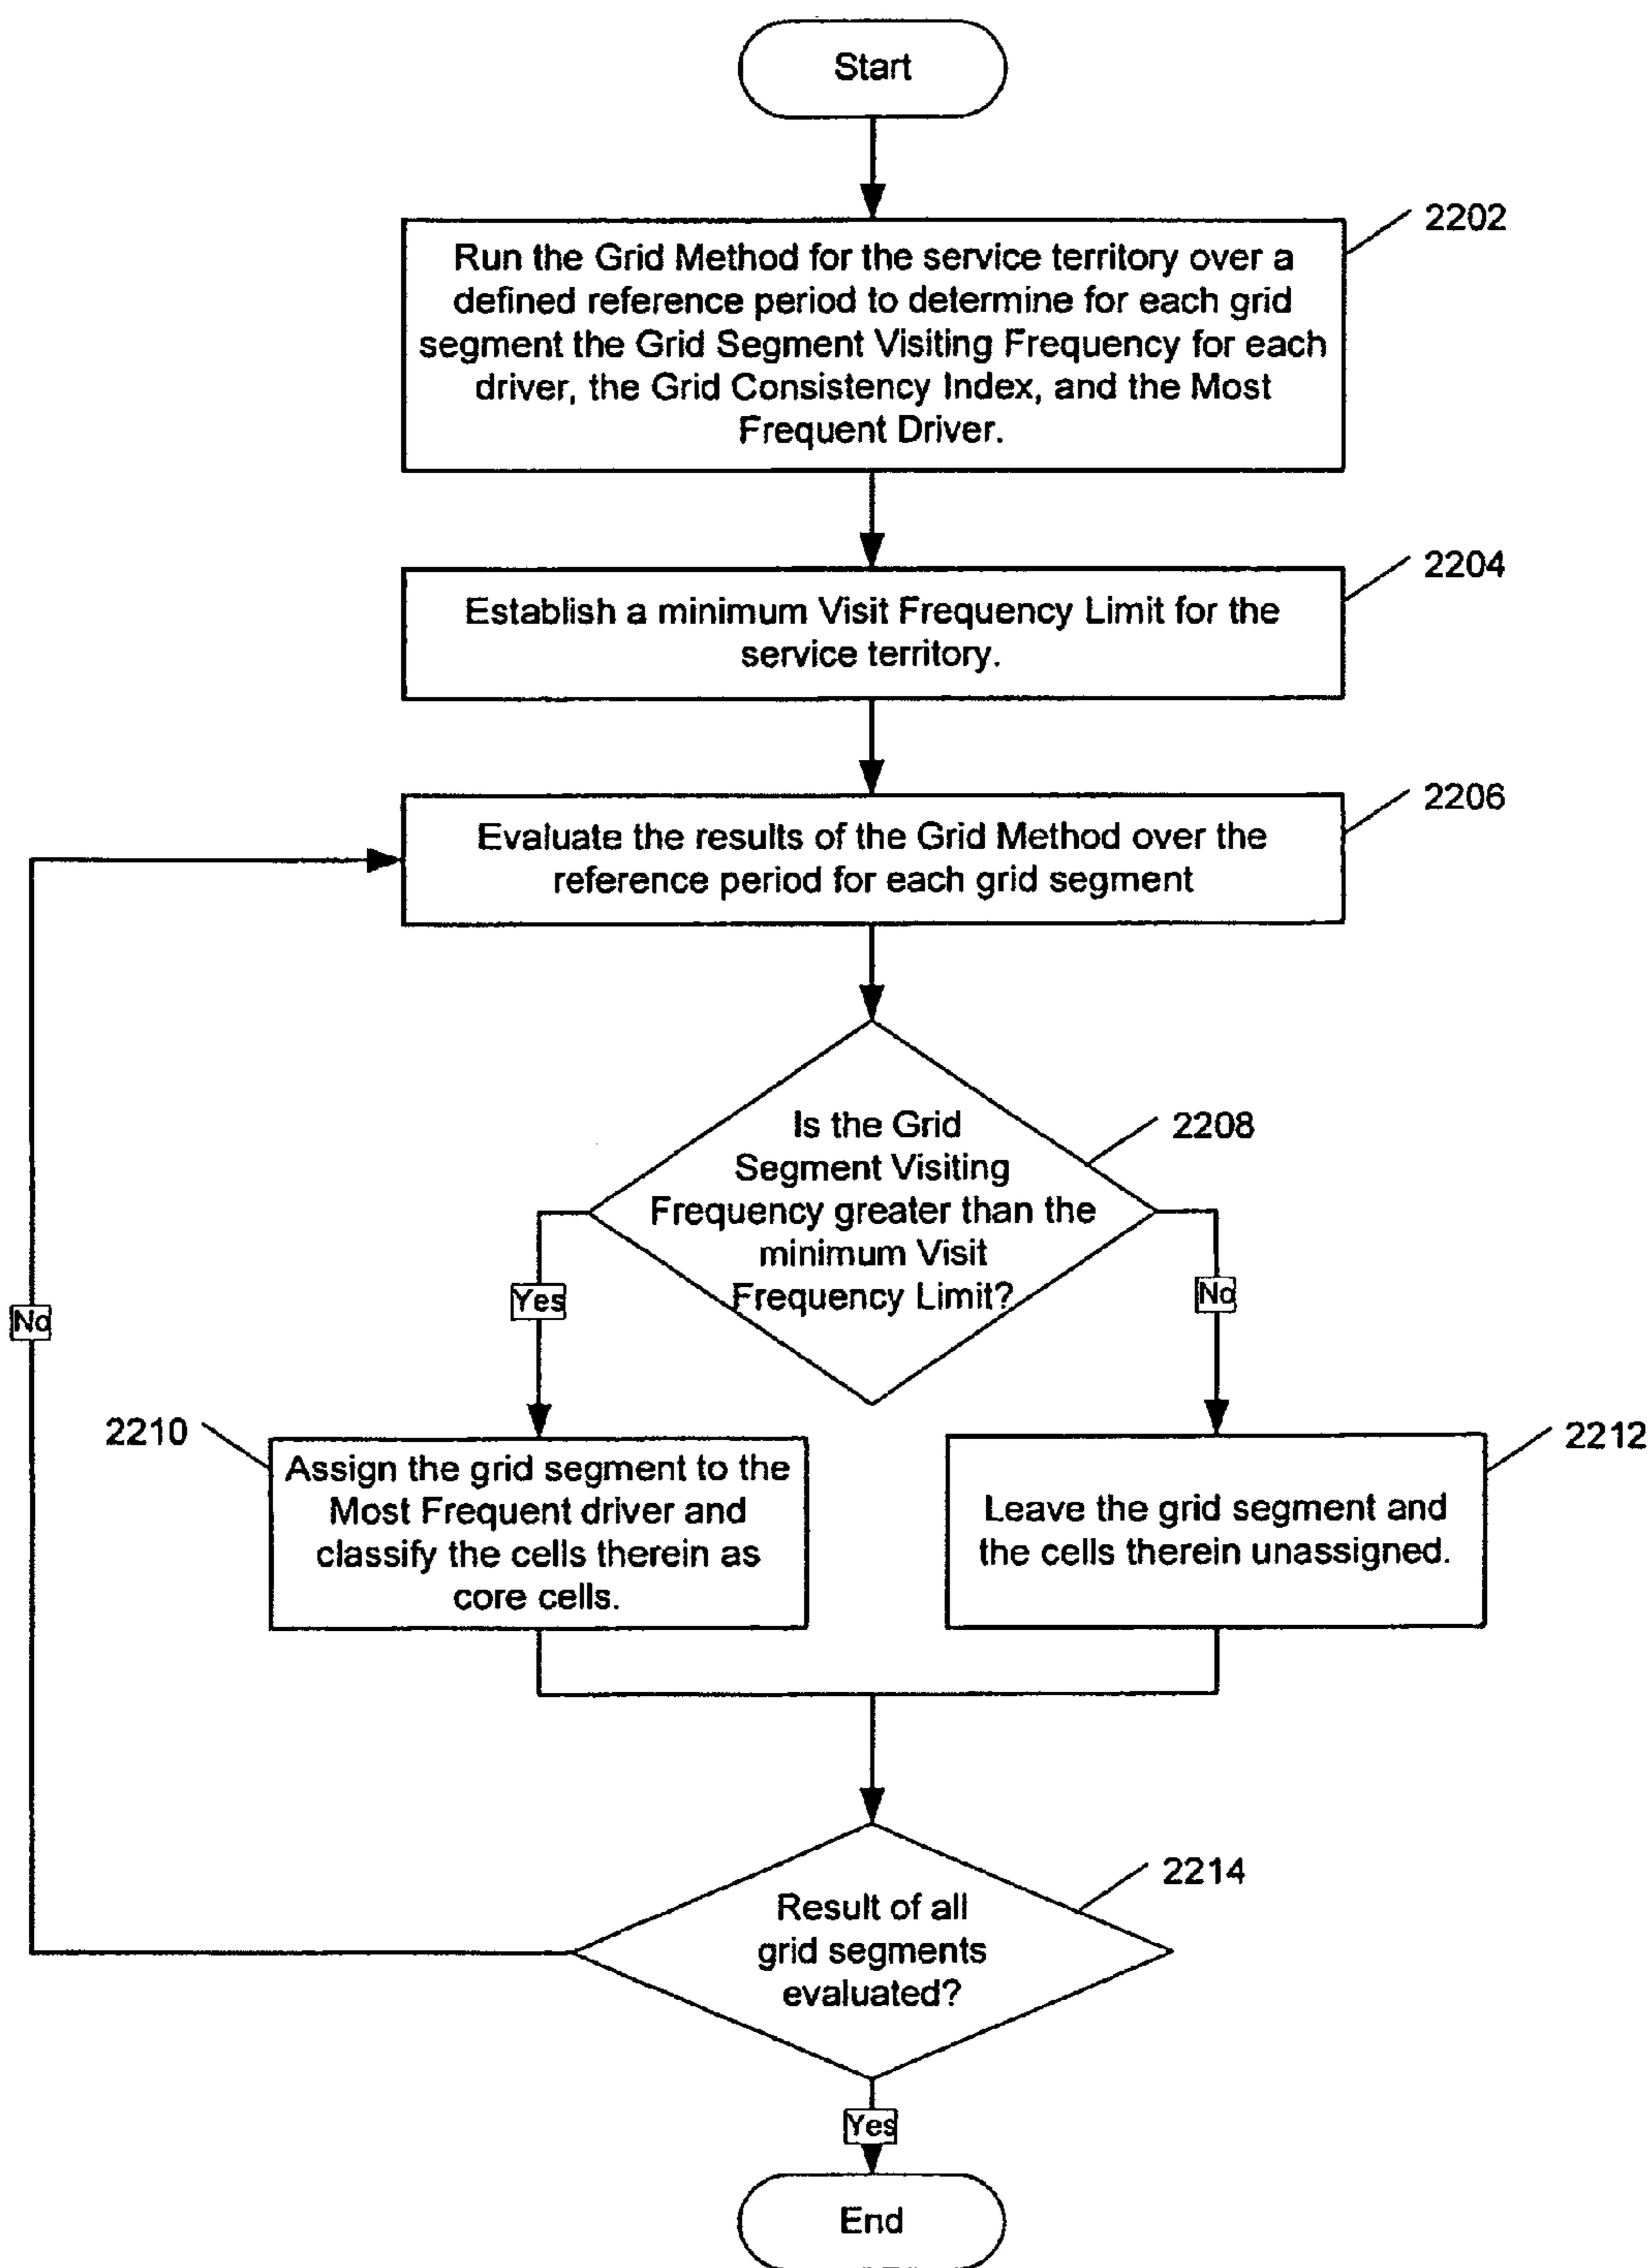 Start
2202
Run the Grid Method for the service territory over a
defined reference period to determine for each grid
segment the Grid Segment Visiting Frequency for each
driver, the Grid Consistency Index, and the Most
Frequent Driver.
2204
Establish a minimum Visit Frequency Limit for the
service territory.
2206
Evaluate the results of the Grid Method over the
reference period for each grid segment
2208
Is the Grid
Segment Visiting
Frequency greater than the
minimum Visit
Frequency Limit?
Yes
No
No
2210
Assign the grid segment to the
Most Frequent driver and
classify the cells therein as
core cells.
2212
Leave the grid segment and
the cells therein unassigned.
2214
Result of all
grid segments
evaluated?
Yes
End